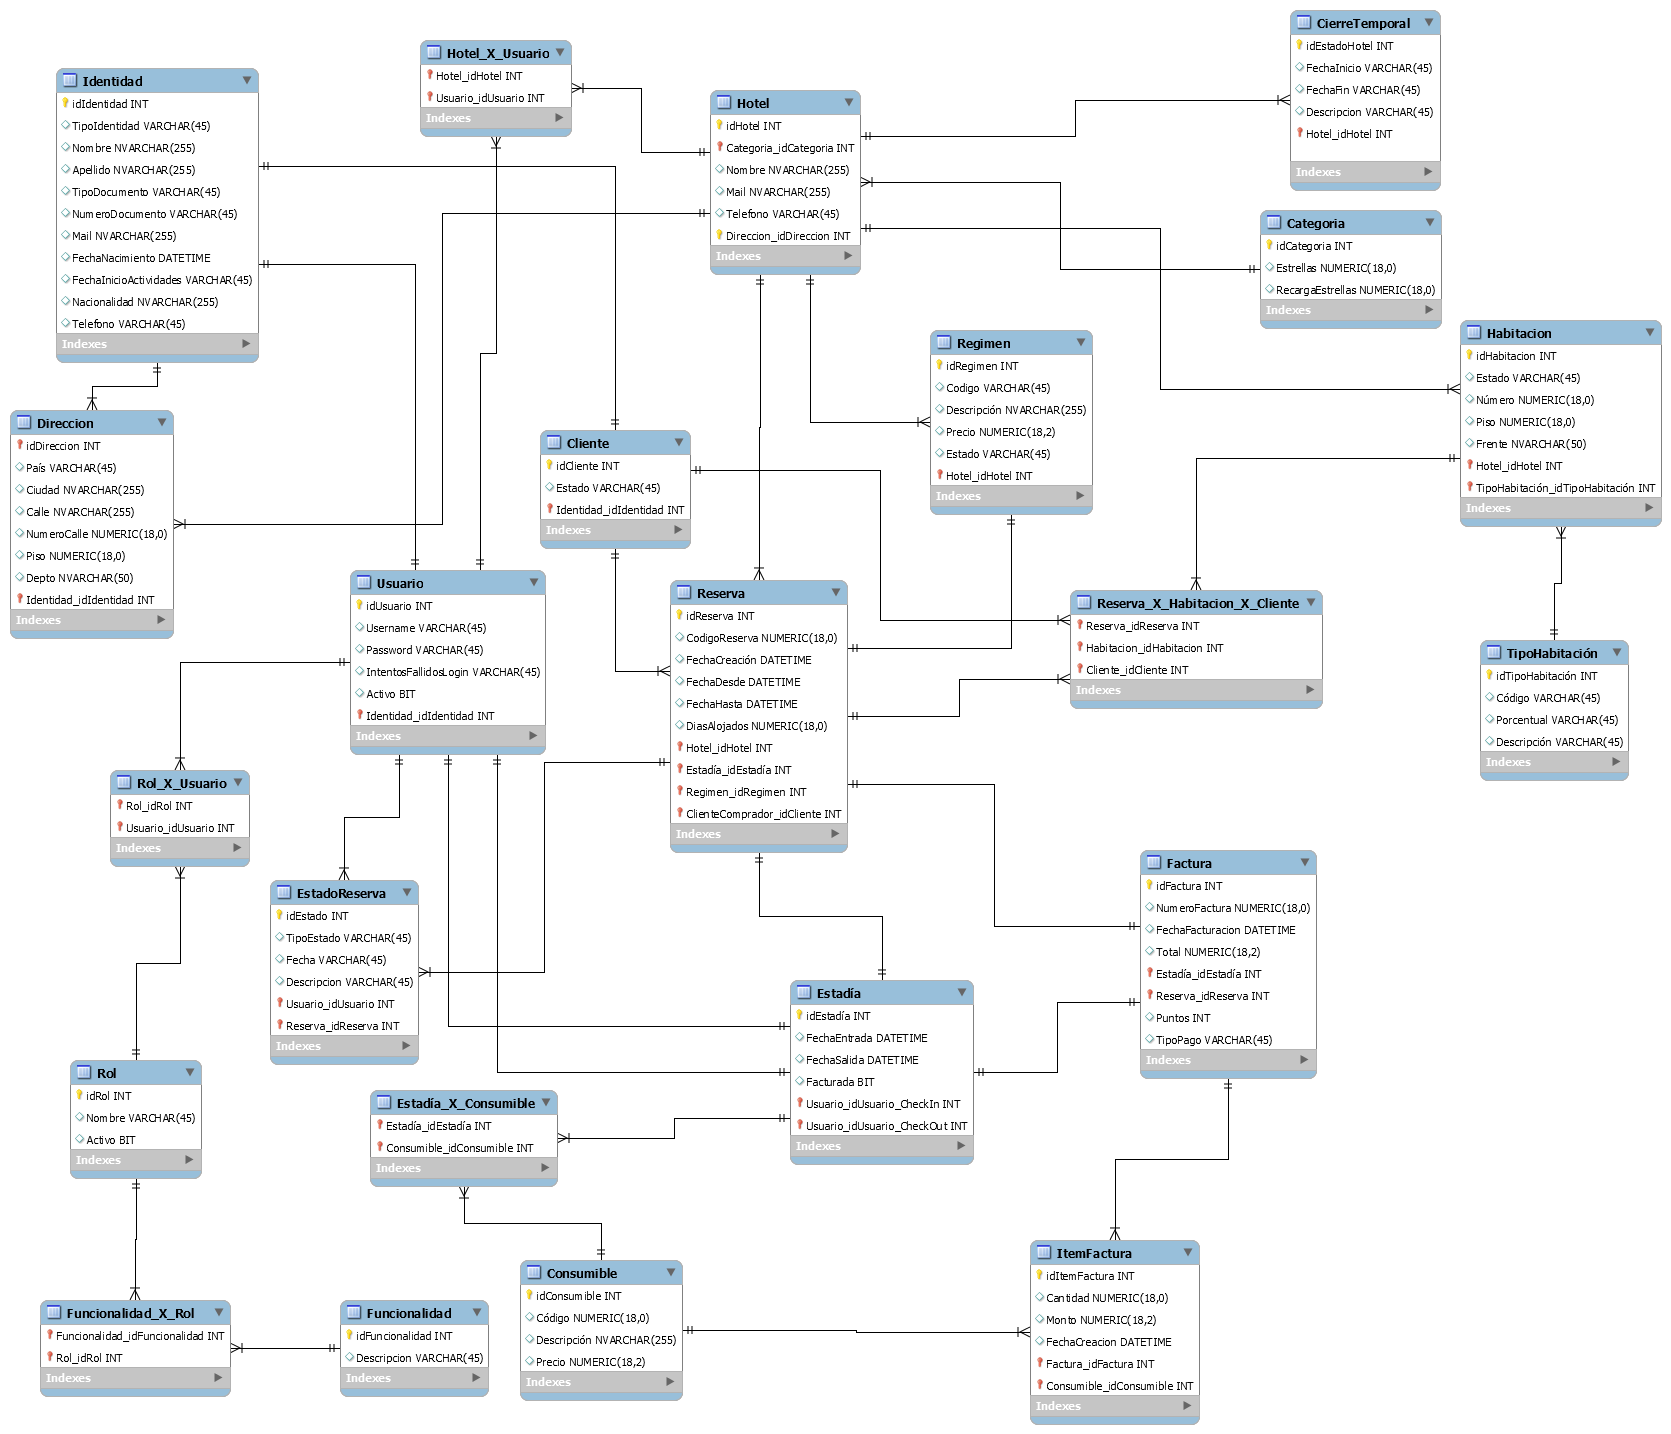 CierreTemporal
idEstadoHotel INT
FechaInicio VARCHAR(45)
FechaFin VARCHAR(45)
Descripcion VARCHAR(45)
Hotel_idHotel INT
Indexes
Hotel_X_Usuario
Hotel_idHotel INT
Usuario_idUsuario INT
Indexes
Identidad
idIdentidad INT
TipoIdentidad VARCHAR(45)
Nombre NVARCHAR(255)
Apellido NVARCHAR(255)
TipoDocumento VARCHAR(45)
NumeroDocumento VARCHAR(45)
Mail NVARCHAR(255)
FechaNacimiento DATETIME
FechaInicioActividades VARCHAR(45)
Nacionalidad NVARCHAR(255)
Telefono VARCHAR(45)
Indexes
Hotel
idHotel INT
Categoria_idCategoria INT
Nombre NVARCHAR(255)
Mail NVARCHAR(255)
Telefono VARCHAR(45)
Direccion_idDireccion INT
Indexes
Categoria
idCategoria INT
Estrellas NUMERIC(18,0)
RecargaEstrellas NUMERIC(18,0)
Indexes
Habitacion
idHabitacion INT
Estado VARCHAR(45)
Número NUMERIC(18,0)
Piso NUMERIC(18,0)
Frente NVARCHAR(50)
Hotel_idHotel INT
TipoHabitación_idTipoHabitación INT
Indexes
Regimen
idRegimen INT
Codigo VARCHAR(45)
Descripción NVARCHAR(255)
Precio NUMERIC(18,2)
Estado VARCHAR(45)
Hotel_idHotel INT
Indexes
Direccion
idDireccion INT
País VARCHAR(45)
Ciudad NVARCHAR(255)
Calle NVARCHAR(255)
NumeroCalle NUMERIC(18,0)
Piso NUMERIC(18,0)
Depto NVARCHAR(50)
Identidad_idIdentidad INT
Indexes
Cliente
idCliente INT
Estado VARCHAR(45)
Identidad_idIdentidad INT
Indexes
Usuario
idUsuario INT
Username VARCHAR(45)
Password VARCHAR(45)
IntentosFallidosLogin VARCHAR(45)
Activo BIT
Identidad_idIdentidad INT
Indexes
Reserva
idReserva INT
CodigoReserva NUMERIC(18,0)
FechaCreación DATETIME
FechaDesde DATETIME
FechaHasta DATETIME
DiasAlojados NUMERIC(18,0)
Hotel_idHotel INT
Estadía_idEstadía INT
Regimen_idRegimen INT
ClienteComprador_idCliente INT
Indexes
Reserva_X_Habitacion_X_Cliente
Reserva_idReserva INT
Habitacion_idHabitacion INT
Cliente_idCliente INT
Indexes
TipoHabitación
idTipoHabitación INT
Código VARCHAR(45)
Porcentual VARCHAR(45)
Descripción VARCHAR(45)
Indexes
Rol_X_Usuario
Rol_idRol INT
Usuario_idUsuario INT
Indexes
EstadoReserva
idEstado INT
TipoEstado VARCHAR(45)
Fecha VARCHAR(45)
Descripcion VARCHAR(45)
Usuario_idUsuario INT
Reserva_idReserva INT
Indexes
Factura
idFactura INT
NumeroFactura NUMERIC(18,0)
FechaFacturacion DATETIME
Total NUMERIC(18,2)
Estadía_idEstadía INT
Reserva_idReserva INT
Puntos INT
TipoPago VARCHAR(45)
Indexes
Estadía
idEstadía INT
FechaEntrada DATETIME
FechaSalida DATETIME
Facturada BIT
Usuario_idUsuario_CheckIn INT
Usuario_idUsuario_CheckOut INT
Indexes
Rol
idRol INT
Nombre VARCHAR(45)
Activo BIT
Indexes
Estadía_X_Consumible
Estadía_idEstadía INT
Consumible_idConsumible INT
Indexes
Funcionalidad_X_Rol
Funcionalidad_idFuncionalidad INT
Rol_idRol INT
Indexes
Funcionalidad
idFuncionalidad INT
Descripcion VARCHAR(45)
Indexes
Consumible
idConsumible INT
Código NUMERIC(18,0)
Descripción NVARCHAR(255)
Precio NUMERIC(18,2)
Indexes
ItemFactura
idItemFactura INT
Cantidad NUMERIC(18,0)
Monto NUMERIC(18,2)
FechaCreacion DATETIME
Factura_idFactura INT
Consumible_idConsumible INT
Indexes